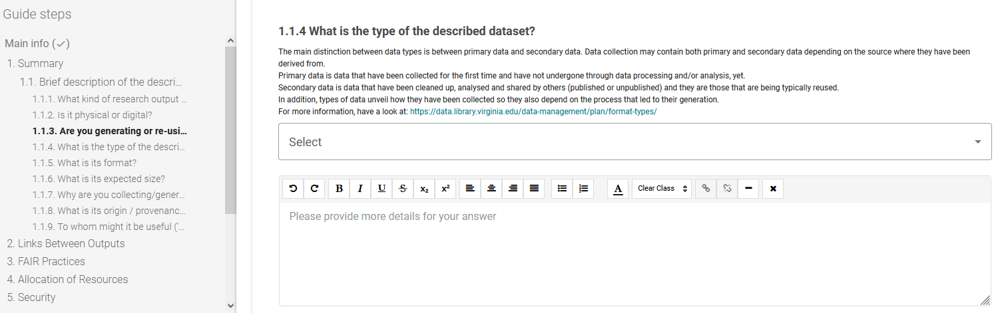 Guide steps
Main info (✓)
1. Summary
1.1. Brief description of the descri...
1.1.1. What kind of research output ...
1.1.2. Is it physical or digital?
1.1.3. Are you generating or re-usi...
1.1.4. What is the type of the descri...
1.1.5. What is its format?
1.1.6. What is its expected size?
1.1.7. Why are you collecting/gener...
1.1.8. What is its origin / provenanc...
1.1.9. To whom might it be useful ('...
2. Links Between Outputs
3. FAIR Practices
4. Allocation of Resources
5. Security
1.1.4 What is the type of the described dataset?
The main distinction between data types is between primary data and secondary data. Data collection may contain both primary and secondary data depending on the source where they have been
derived from.
Primary data is data that have been collected for the first time and have not undergone through data processing and/or analysis, yet.
Secondary data is data that have been cleaned up, analysed and shared by others (published or unpublished) and they are those that are being typically reused.
In addition, types of data unveil how they have been collected so they also depend on the process that led to their generation.
For more information, have a look at: https://data.library.virginia.edu/data-management/plan/format-types/
Select
B I U S x₂ x² A Clear Class
Please provide more details for your answer